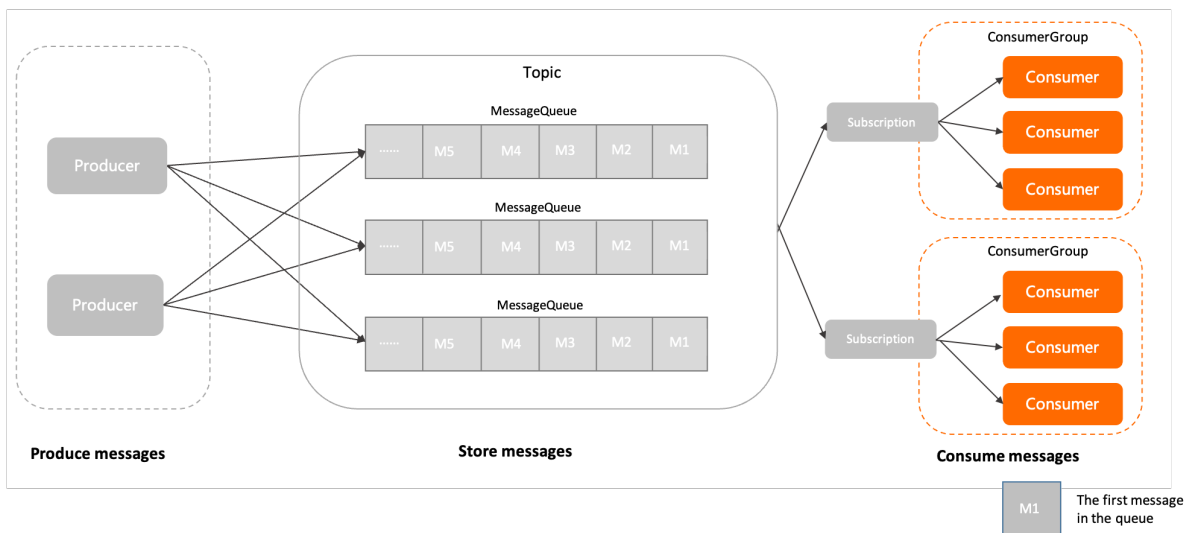 Producer
Producer
Produce messages
Topic
MessageQueue
...... M5 M4 M3 M2 M1
MessageQueue
...... M5 M4 M3 M2 M1
MessageQueue
...... M5 M4 M3 M2 M1
Store messages
Subscription
ConsumerGroup
Consumer
Consumer
Consumer
Subscription
ConsumerGroup
Consumer
Consumer
Consumer
Consume messages
M1
The first message
in the queue